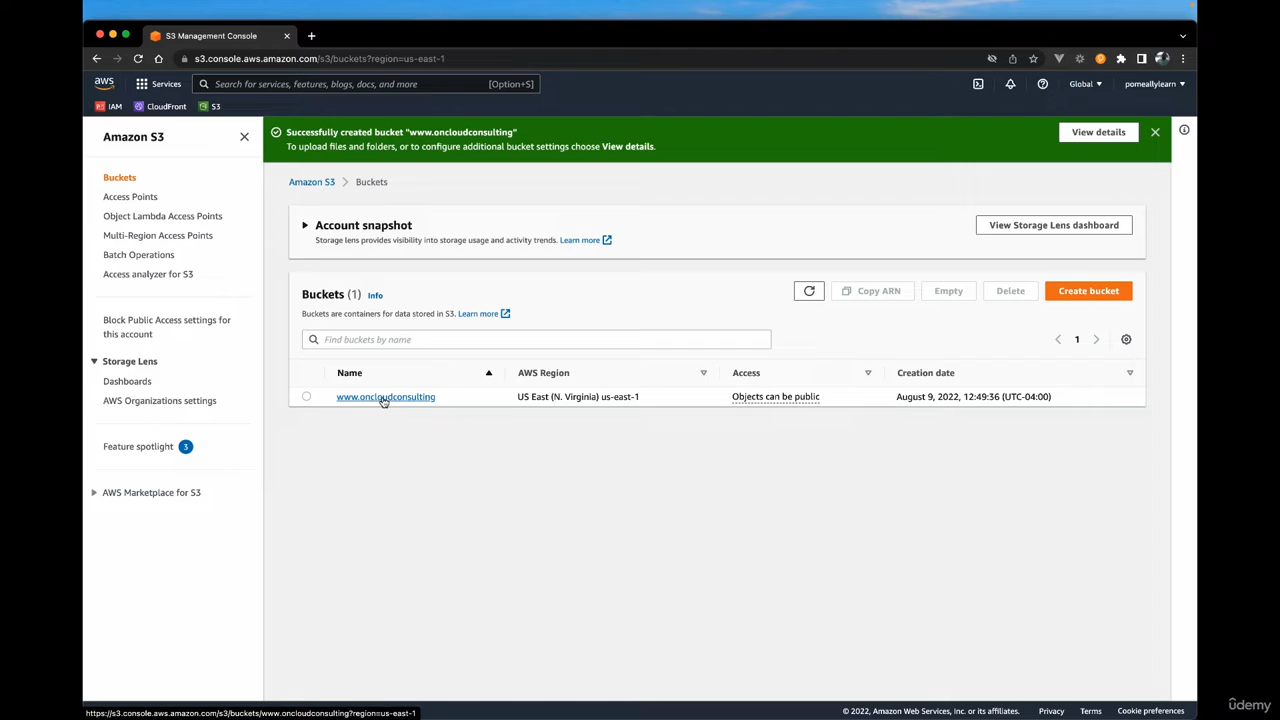 S3 Management Console
s3.console.aws.amazon.com/s3/buckets?region=us-east-1
aws
Services
Search for services, features, blogs, docs, and more
[Option+S]
Global
pomeallylearn
IAM
CloudFront
S3
Amazon S3
Buckets
Access Points
Object Lambda Access Points
Multi-Region Access Points
Batch Operations
Access analyzer for S3
Block Public Access settings for
this account
Storage Lens
Dashboards
AWS Organizations settings
Feature spotlight 3
AWS Marketplace for S3
Successfully created bucket "www.oncloudconsulting"
To upload files and folders, or to configure additional bucket settings choose View details.
View details
Amazon S3 > Buckets
Account snapshot
Storage lens provides visibility into storage usage and activity trends. Learn more
View Storage Lens dashboard
Buckets (1) Info
Buckets are containers for data stored in S3. Learn more
Copy ARN
Empty
Delete
Create bucket
Find buckets by name
1
Name
AWS Region
Access
Creation date
www.oncloudconsulting
US East (N. Virginia) us-east-1
Objects can be public
August 9, 2022, 12:49:36 (UTC-04:00)
https://s3.console.aws.amazon.com/s3/buckets/www.oncloudconsulting?region=us-east-1
© 2022, Amazon Web Services, Inc. or its affiliates.
Privacy
Terms
Cookie preferences
ûdemy